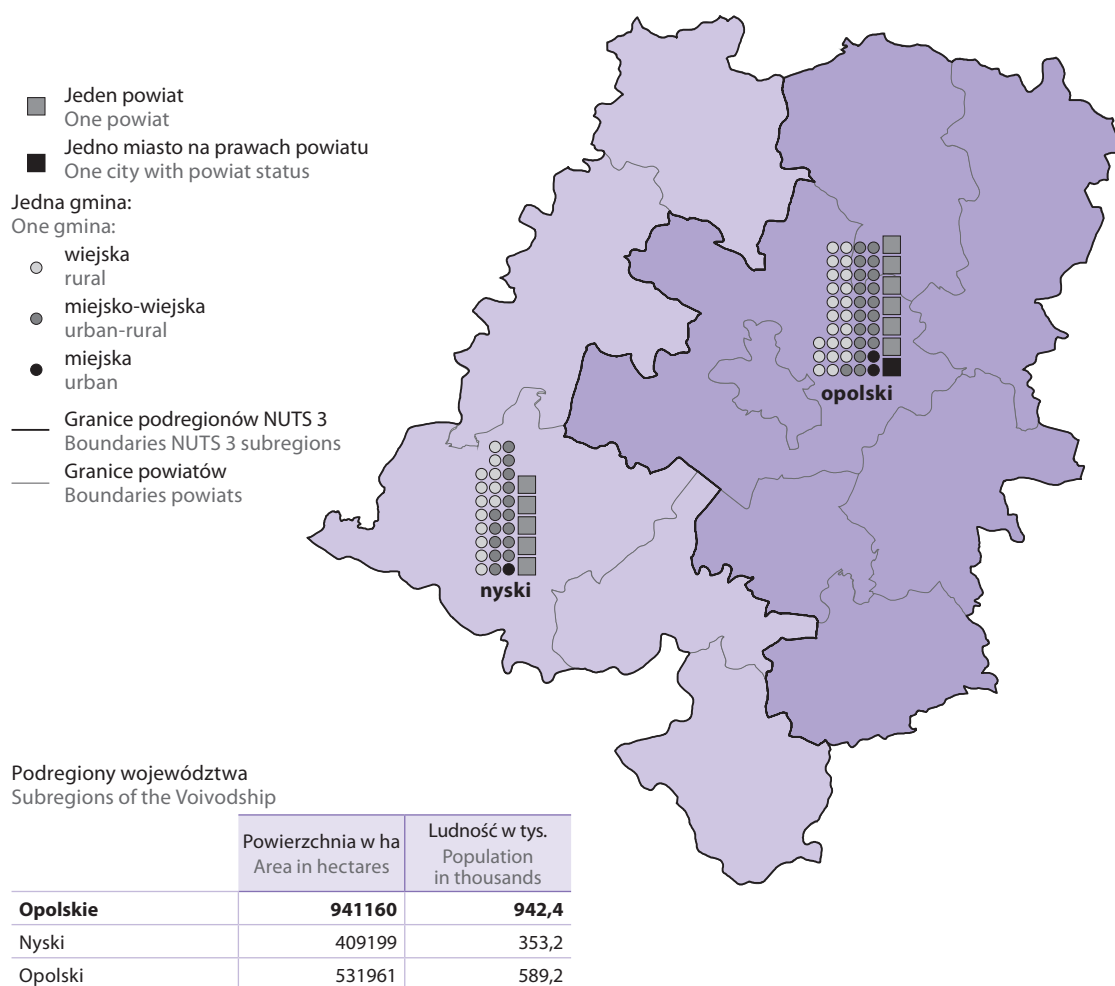 Jeden powiat
One powiat
Jedno miasto na prawach powiatu
One city with powiat status
Jedna gmina:
One gmina:
wiejska
rural
miejsko-wiejska
urban-rural
miejska
urban
Granice podregionów NUTS 3
Boundaries NUTS 3 subregions
Granice powiatów
Boundaries powiats
opolski
nyski
Podregiony województwa
Subregions of the Voivodship
Powierzchnia w ha
Area in hectares
Ludność w tys.
Population
in thousands
Opolskie 941160 942,4
Nyski 409199 353,2
Opolski 531961 589,2